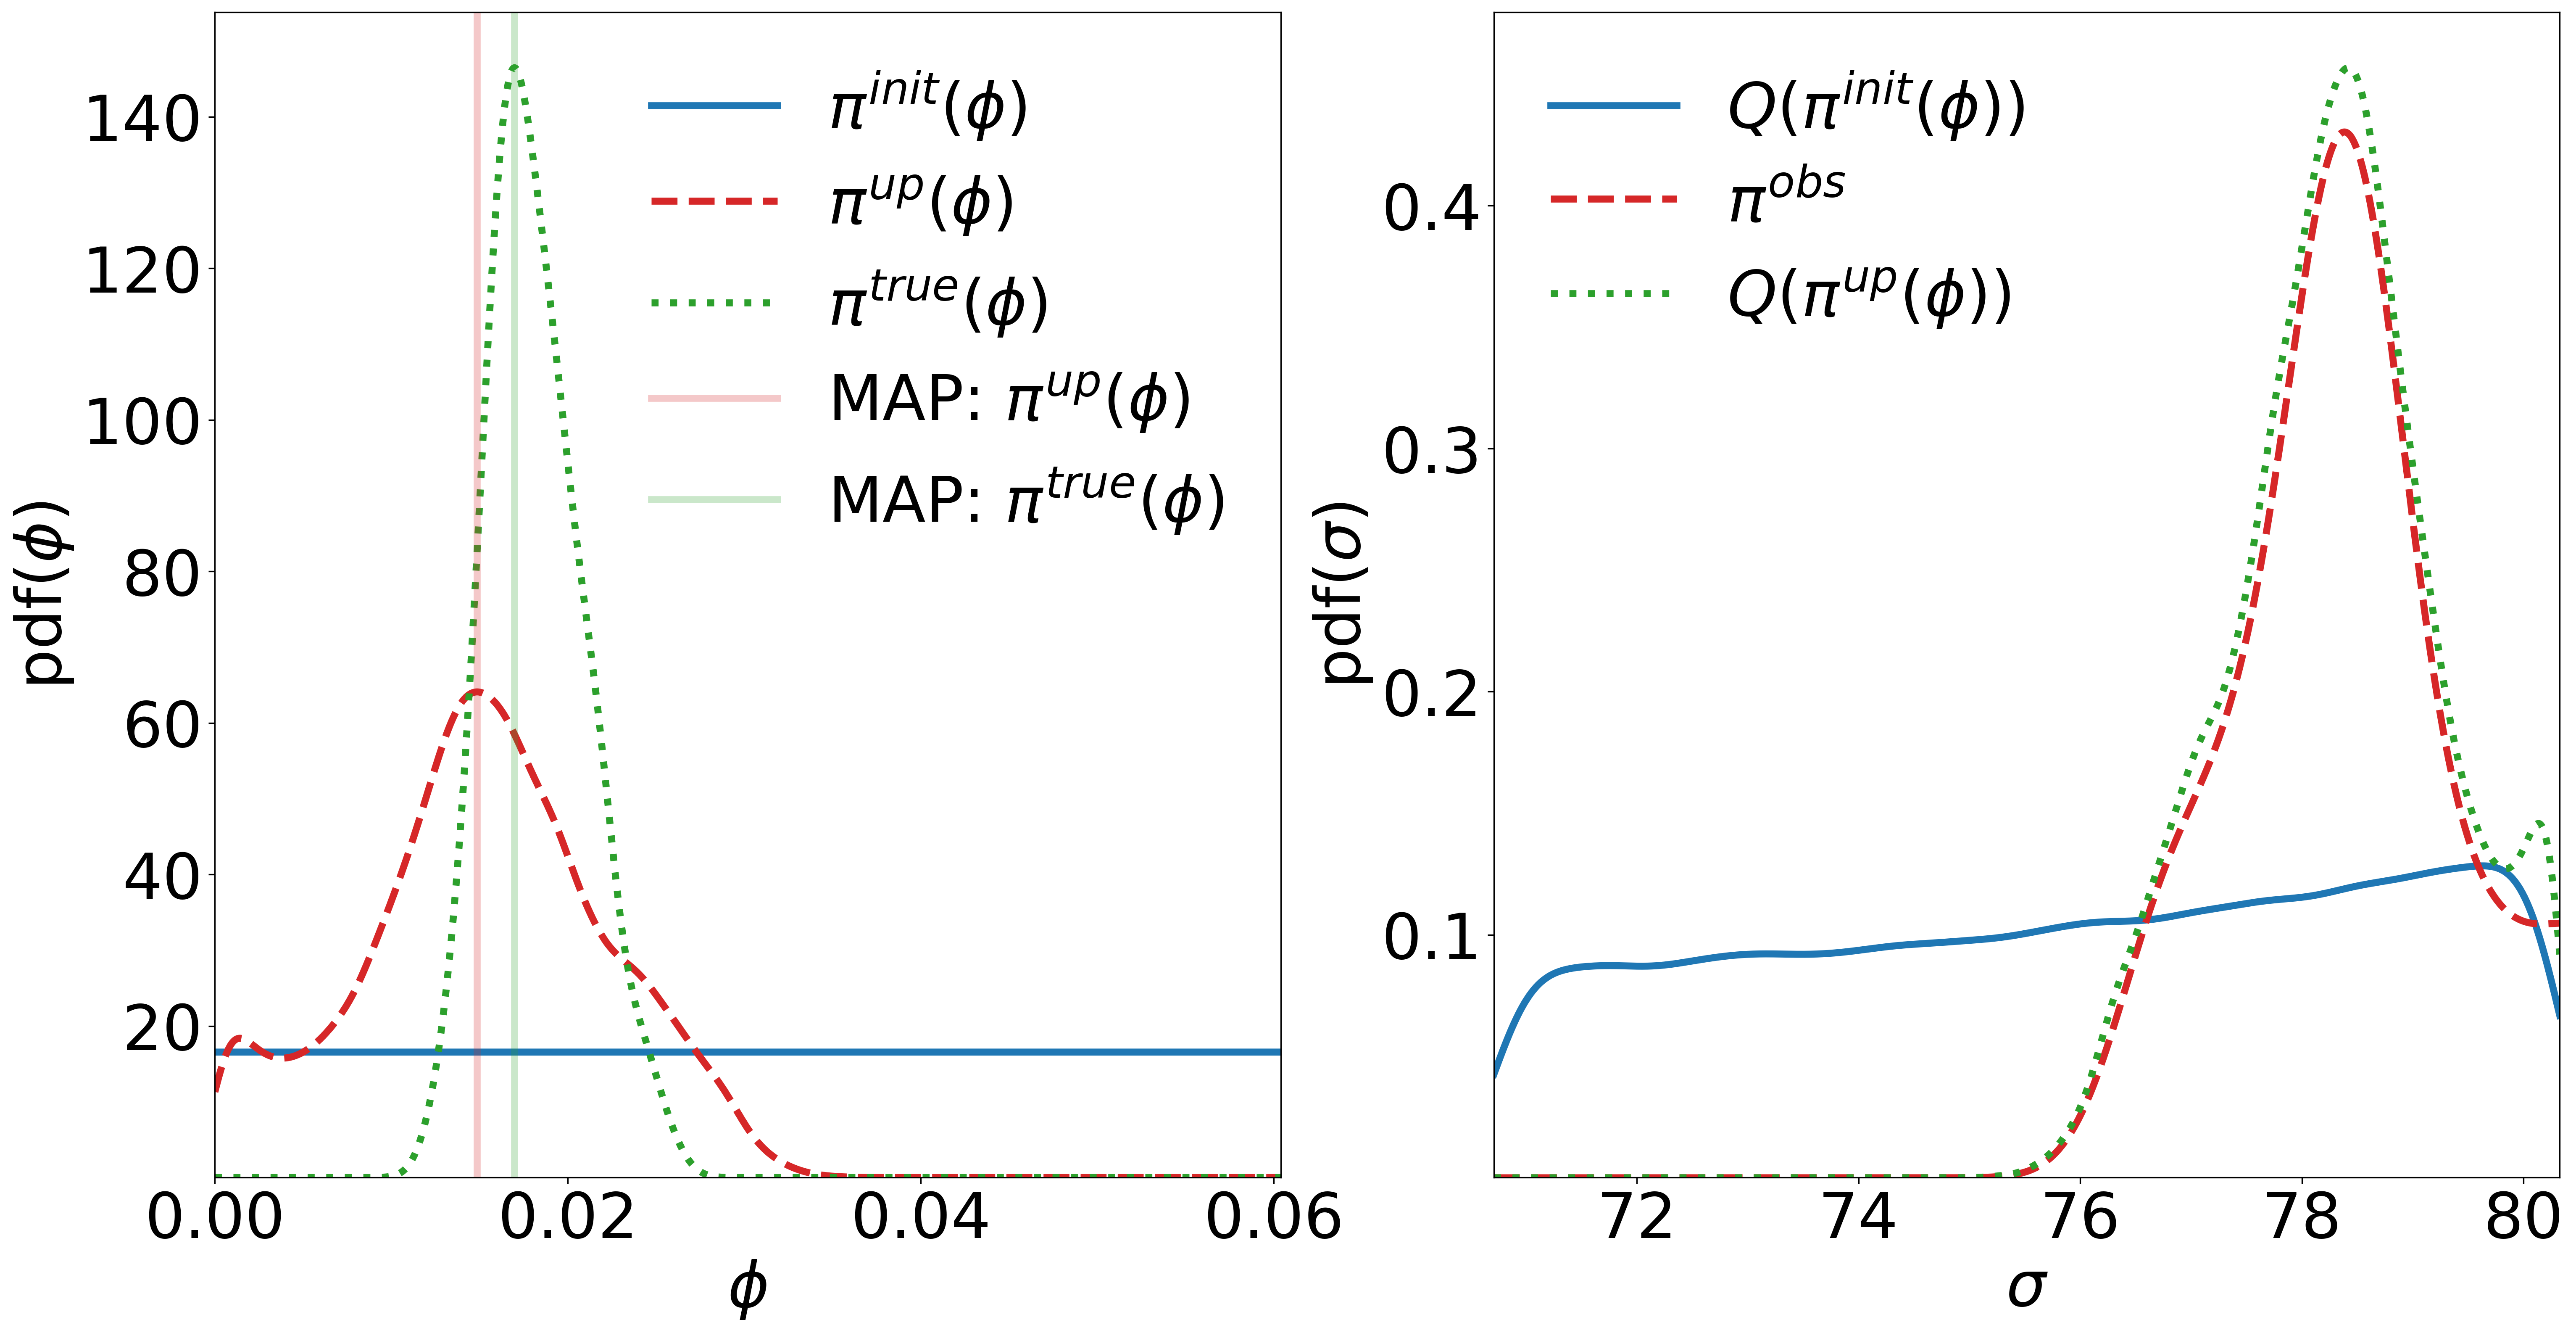 pdf(ϕ)
140
120
100
80
60
40
20
0.00 0.02 0.04 0.06
ϕ
π^{init}(ϕ)
π^{up}(ϕ)
π^{true}(ϕ)
MAP: π^{up}(ϕ)
MAP: π^{true}(ϕ)
pdf(σ)
0.4
0.3
0.2
0.1
72 74 76 78 80
σ
Q(π^{init}(ϕ))
π^{obs}
Q(π^{up}(ϕ))